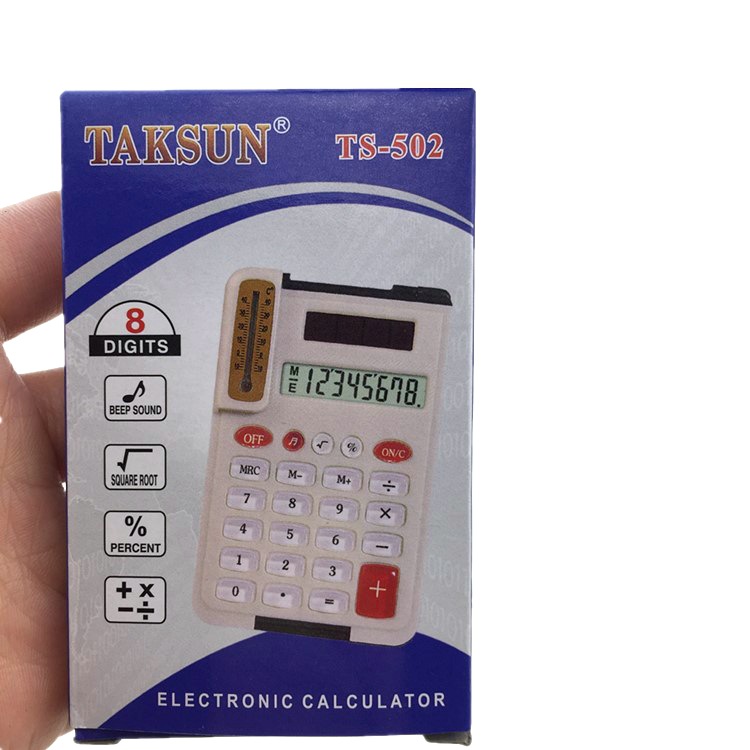 TAKSUN®
TS-502
8
DIGITS
BEEP SOUND
√
SQUARE ROOT
%
PERCENT
+ x
− ÷
M
E
12345678.
OFF
√
%
ON/C
MRC
M-
M+
÷
7
8
9
×
4
5
6
−
1
2
3
+
0
•
=
ELECTRONIC CALCULATOR